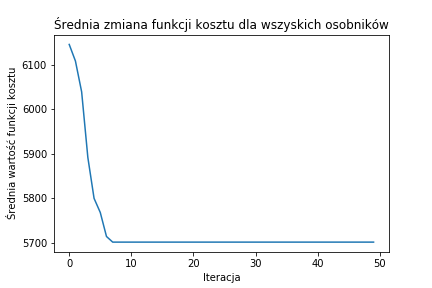 Średnia zmiana funkcji kosztu dla wszyskich osobników
Średnia wartość funkcji kosztu
6100
6000
5900
5800
5700
0 10 20 30 40 50
Iteracja